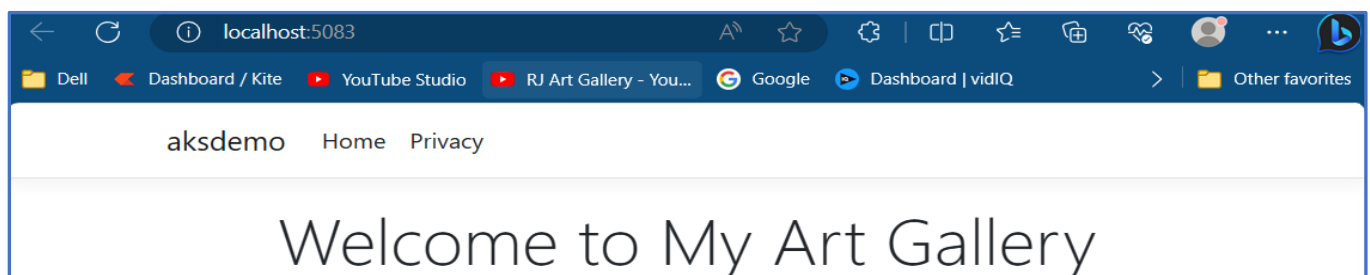 localhost:5083
Dell Dashboard / Kite YouTube Studio RJ Art Gallery - You... Google Dashboard | vidIQ Other favorites
aksdemo Home Privacy
Welcome to My Art Gallery